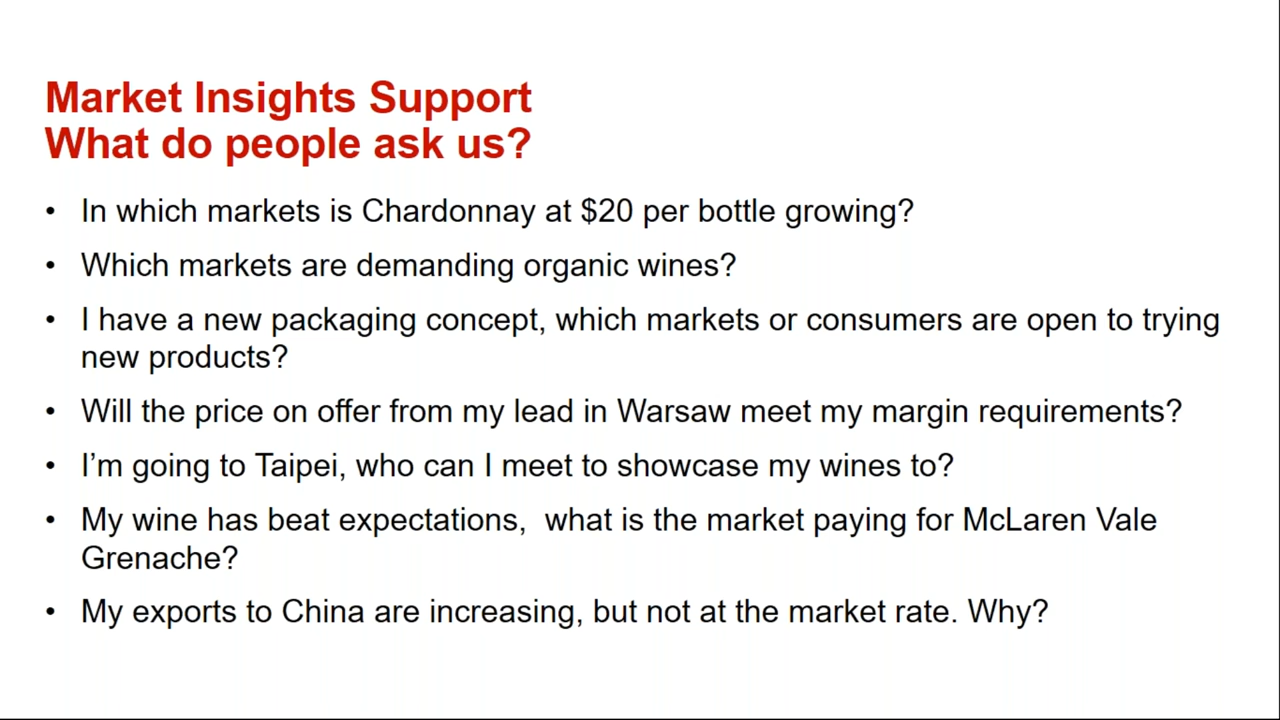 Market Insights Support
What do people ask us?
• In which markets is Chardonnay at $20 per bottle growing?
• Which markets are demanding organic wines?
• I have a new packaging concept, which markets or consumers are open to trying
new products?
• Will the price on offer from my lead in Warsaw meet my margin requirements?
• I’m going to Taipei, who can I meet to showcase my wines to?
• My wine has beat expectations,  what is the market paying for McLaren Vale
Grenache?
• My exports to China are increasing, but not at the market rate. Why?